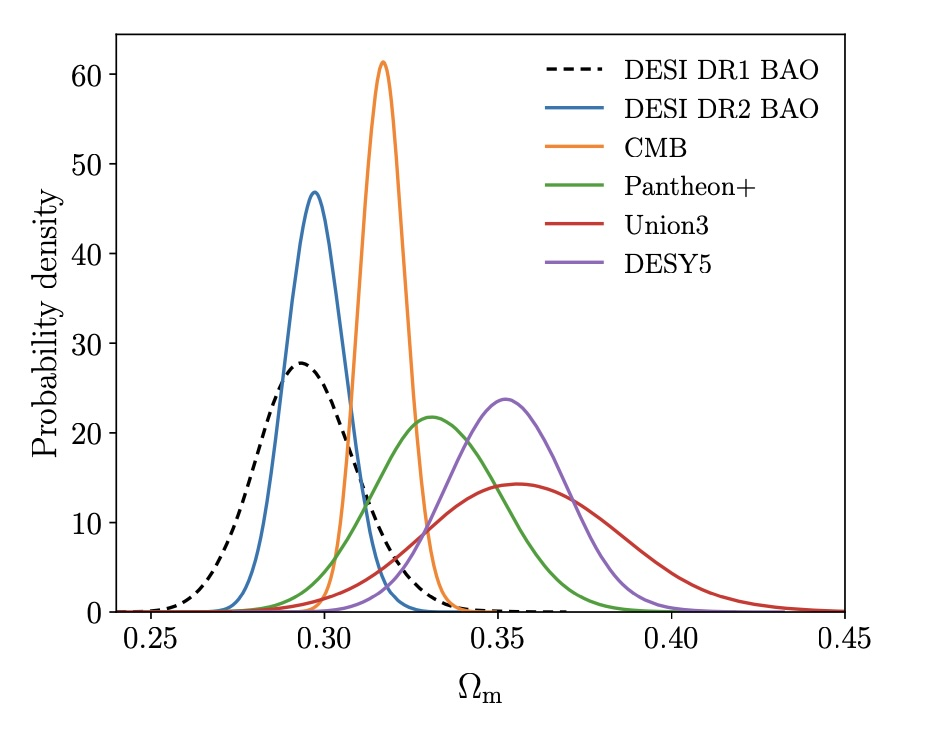 60
50
40
30
20
10
0
Probability density
DESI DR1 BAO
DESI DR2 BAO
CMB
Pantheon+
Union3
DESY5
0.25 0.30 0.35 0.40 0.45
Ωm